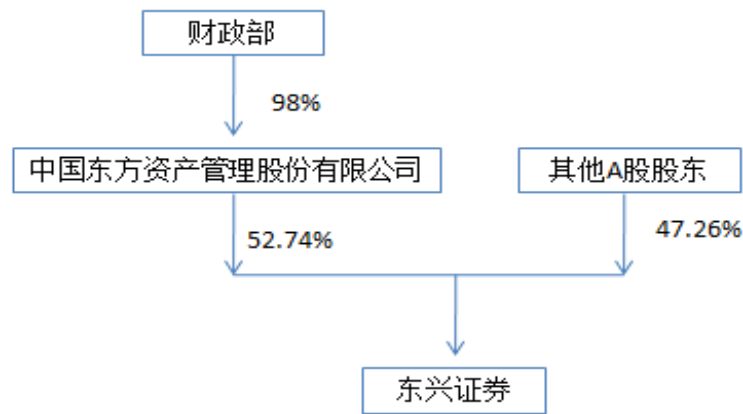 财政部
98%
中国东方资产管理股份有限公司
其他A股股东
52.74%
47.26%
东兴证券